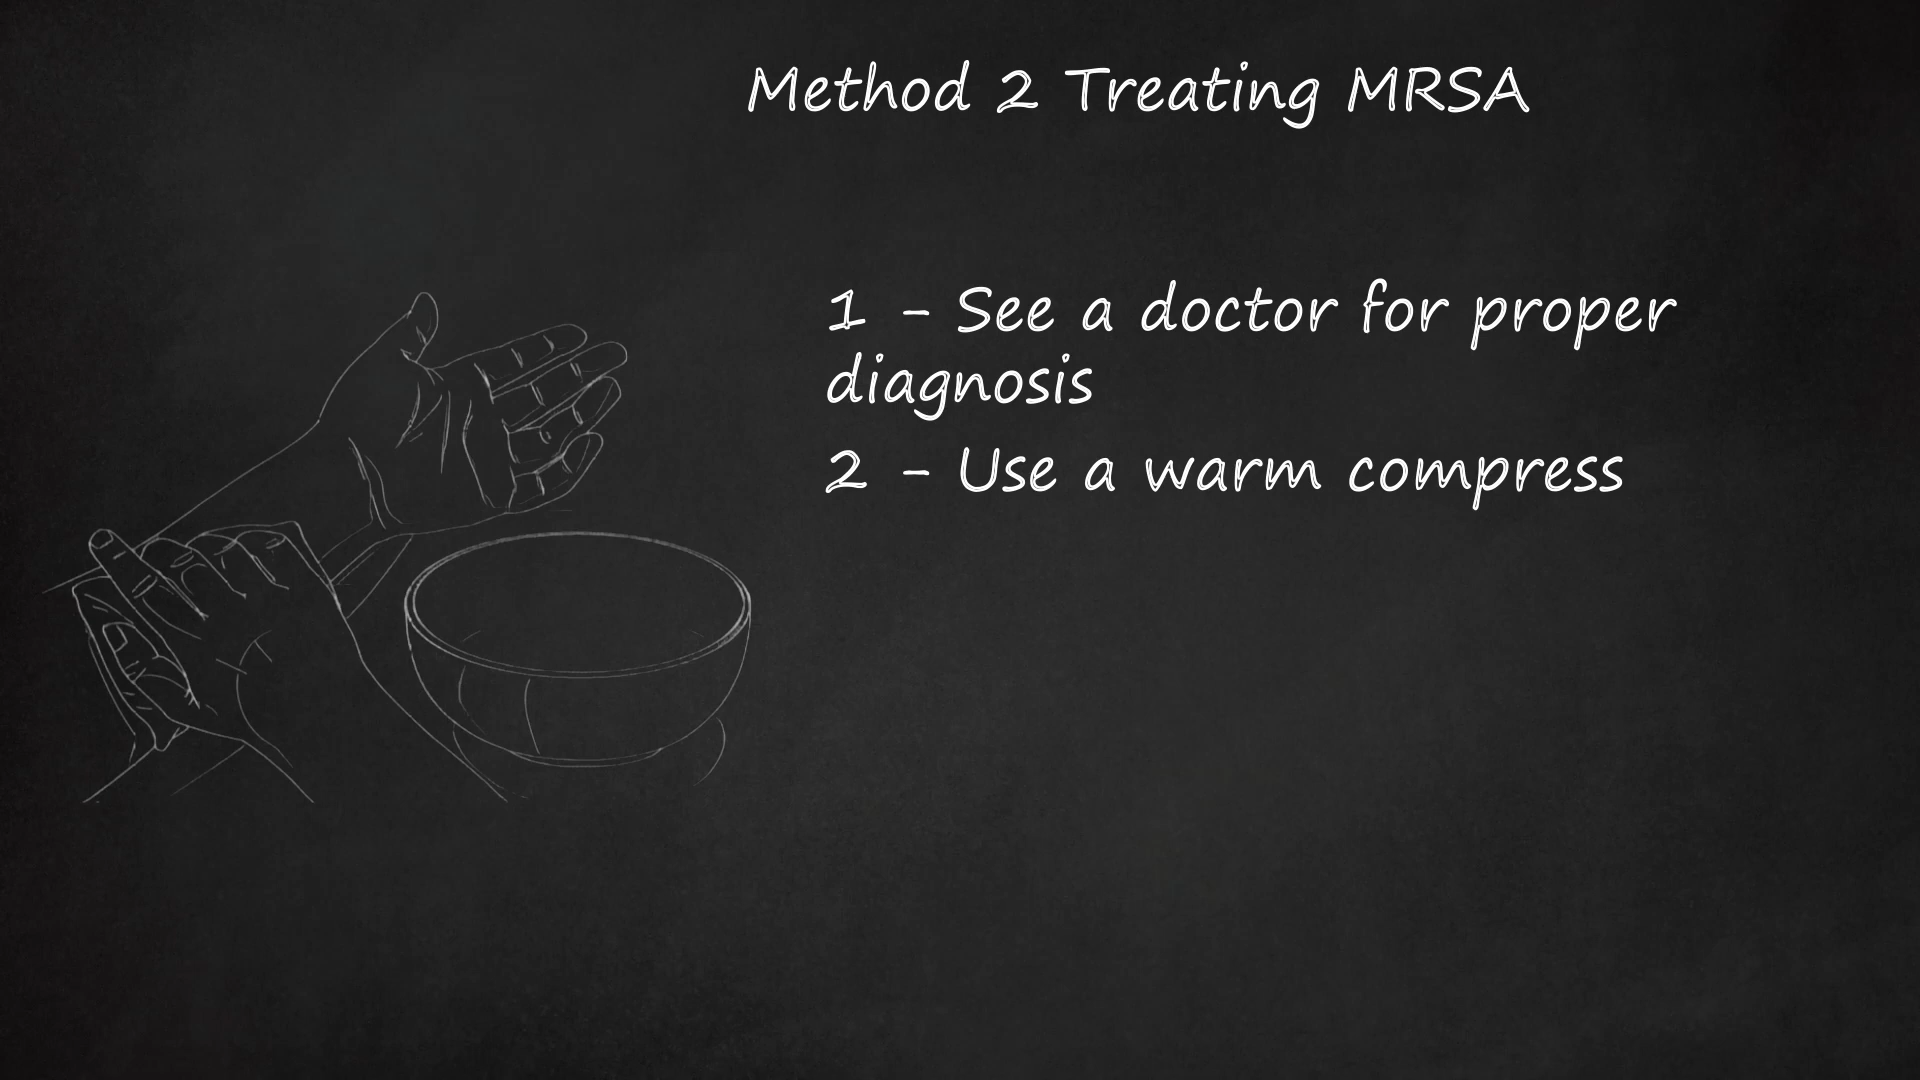 Method 2 Treating MRSA
1 - See a doctor for proper
diagnosis
2 - Use a warm compress